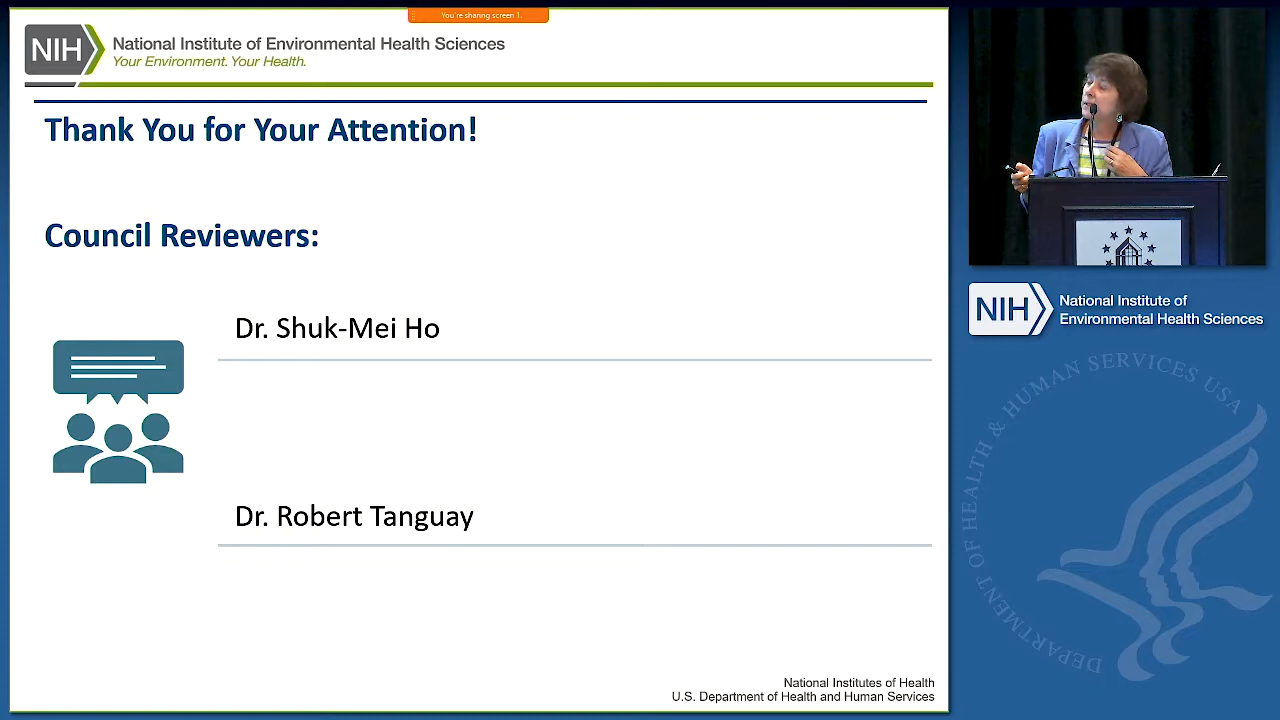 You're sharing screen 1.
NIH
National Institute of Environmental Health Sciences
Your Environment. Your Health.
Thank You for Your Attention!
Council Reviewers:
Dr. Shuk-Mei Ho
Dr. Robert Tanguay
National Institutes of Health
U.S. Department of Health and Human Services
NIH
National Institute of
Environmental Health Sciences
DEPARTMENT OF HEALTH & HUMAN SERVICES USA